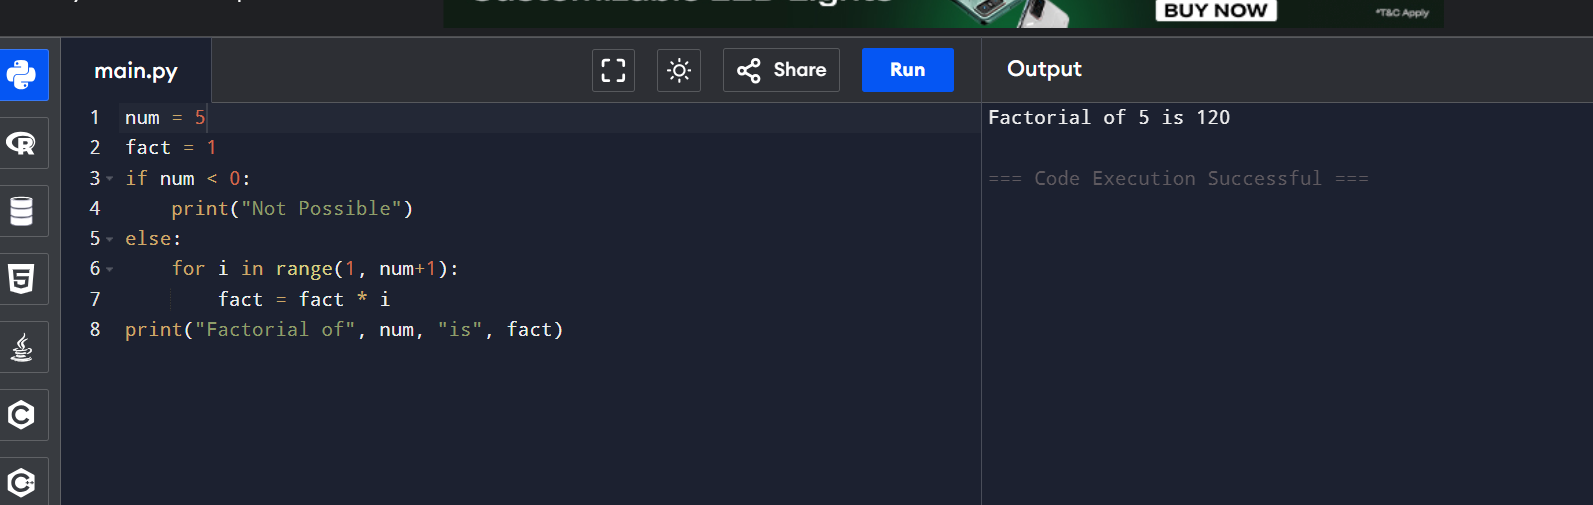 BUY NOW
*T&C Apply
main.py
Share
Run
Output
1 num = 5
2 fact = 1
3 if num < 0:
4     print("Not Possible")
5 else:
6     for i in range(1, num+1):
7         fact = fact * i
8 print("Factorial of", num, "is", fact)
Factorial of 5 is 120
=== Code Execution Successful ===